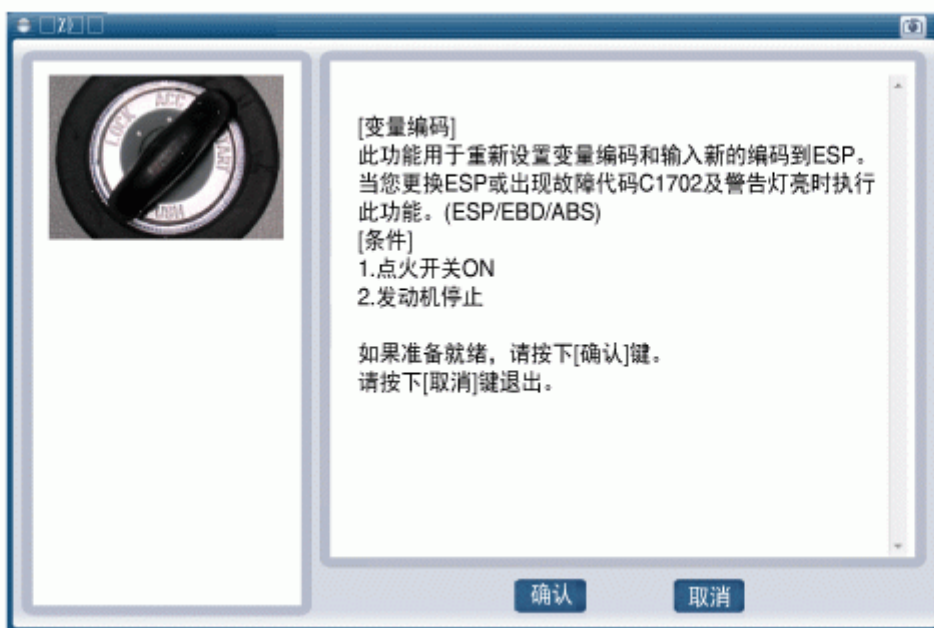 LOCK
ACC
[变量编码]
此功能用于重新设置变量编码和输入新的编码到ESP。
当您更换ESP或出现故障代码C1702及警告灯亮时执行
此功能。(ESP/EBD/ABS)
[条件]
1.点火开关ON
2.发动机停止
如果准备就绪，请按下[确认]键。
请按下[取消]键退出。
确认
取消